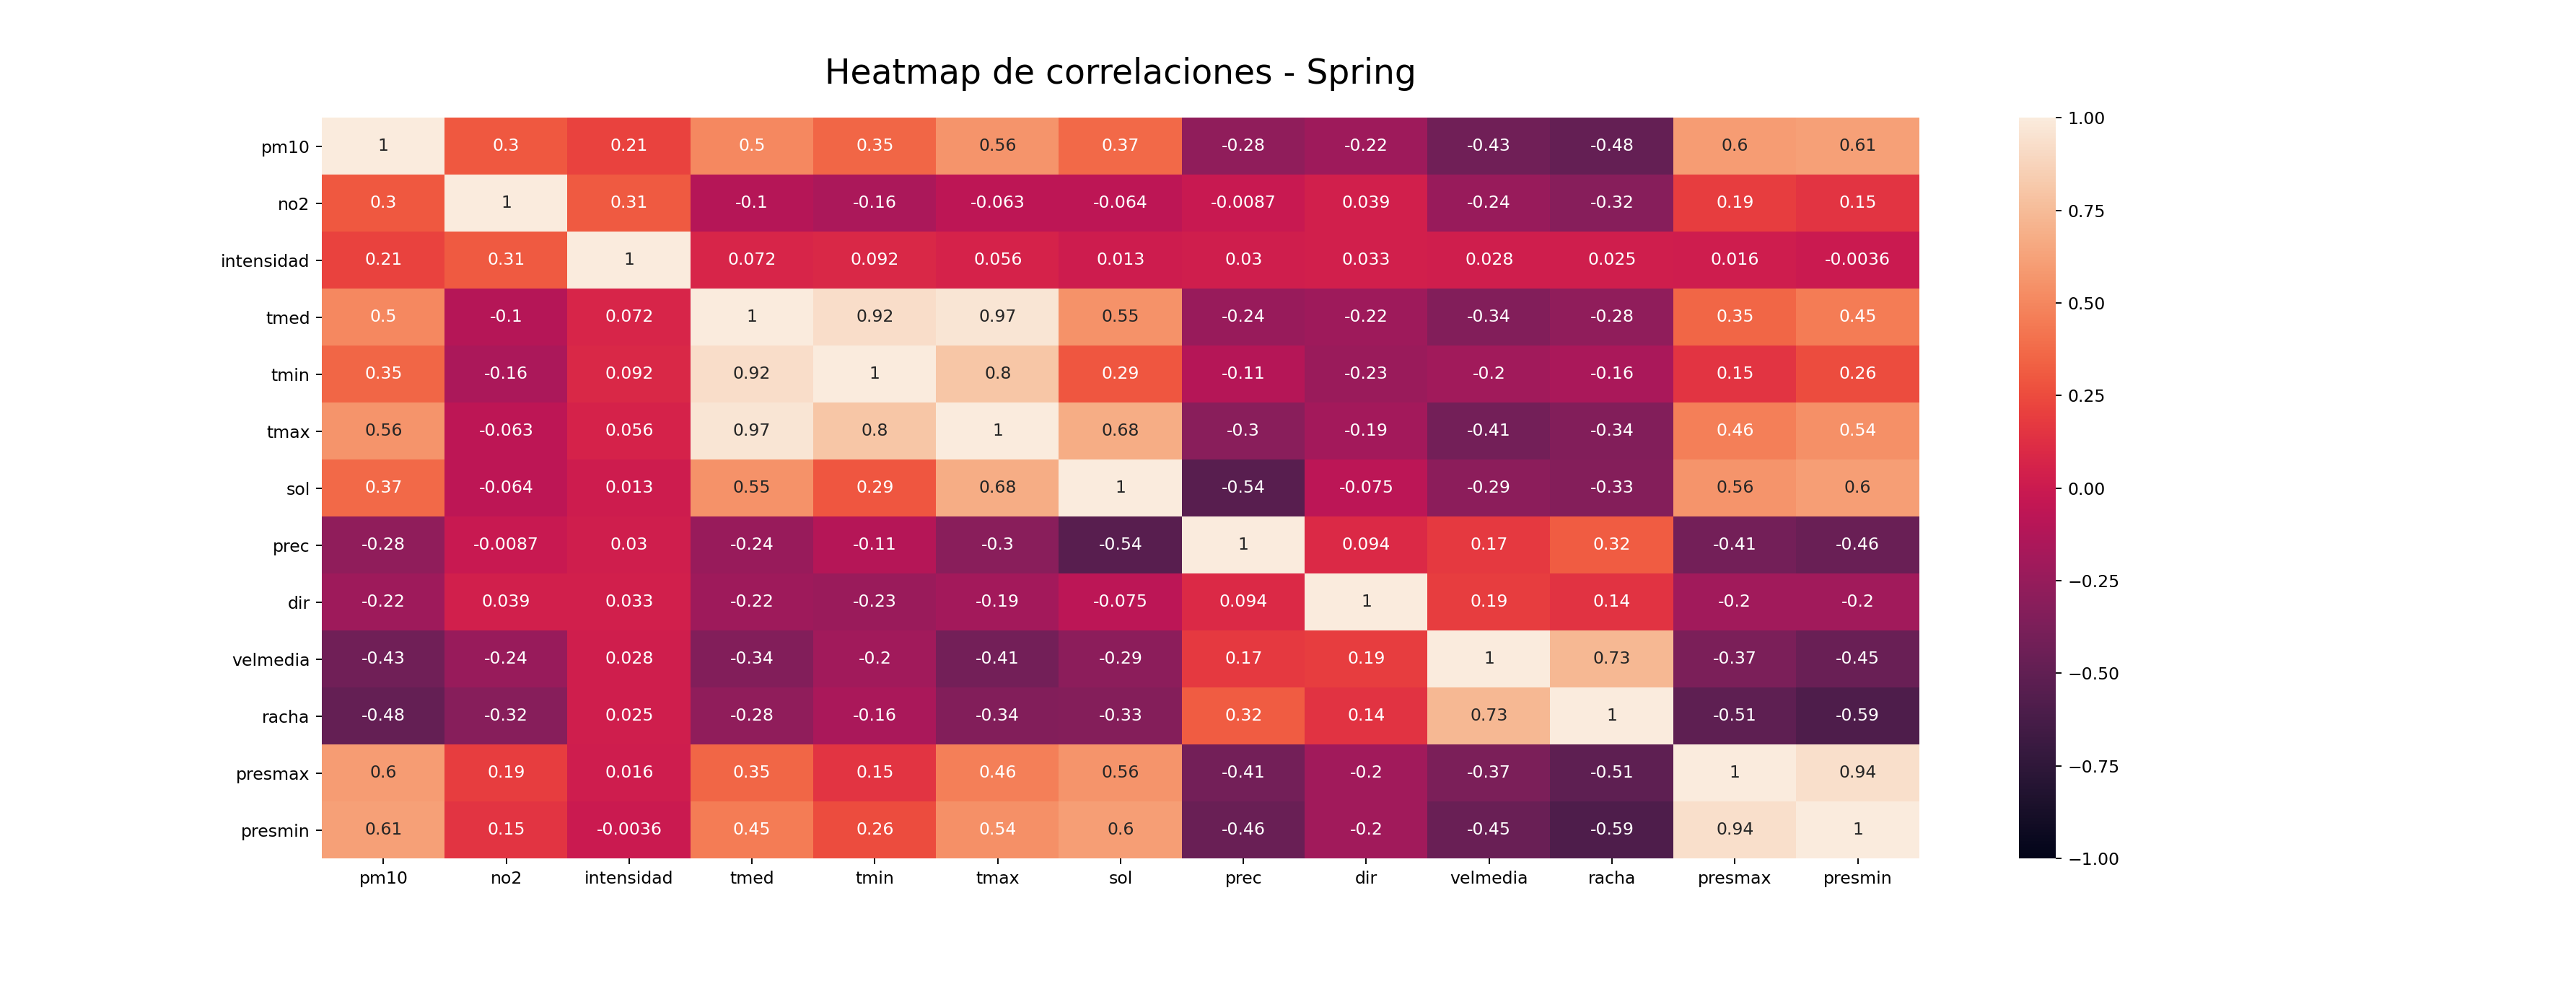 Heatmap de correlaciones - Spring
pm10 1 0.3 0.21 0.5 0.35 0.56 0.37 -0.28 -0.22 -0.43 -0.48 0.6 0.61
no2 0.3 1 0.31 -0.1 -0.16 -0.063 -0.064 -0.0087 0.039 -0.24 -0.32 0.19 0.15
intensidad 0.21 0.31 1 0.072 0.092 0.056 0.013 0.03 0.033 0.028 0.025 0.016 -0.0036
tmed 0.5 -0.1 0.072 1 0.92 0.97 0.55 -0.24 -0.22 -0.34 -0.28 0.35 0.45
tmin 0.35 -0.16 0.092 0.92 1 0.8 0.29 -0.11 -0.23 -0.2 -0.16 0.15 0.26
tmax 0.56 -0.063 0.056 0.97 0.8 1 0.68 -0.3 -0.19 -0.41 -0.34 0.46 0.54
sol 0.37 -0.064 0.013 0.55 0.29 0.68 1 -0.54 -0.075 -0.29 -0.33 0.56 0.6
prec -0.28 -0.0087 0.03 -0.24 -0.11 -0.3 -0.54 1 0.094 0.17 0.32 -0.41 -0.46
dir -0.22 0.039 0.033 -0.22 -0.23 -0.19 -0.075 0.094 1 0.19 0.14 -0.2 -0.2
velmedia -0.43 -0.24 0.028 -0.34 -0.2 -0.41 -0.29 0.17 0.19 1 0.73 -0.37 -0.45
racha -0.48 -0.32 0.025 -0.28 -0.16 -0.34 -0.33 0.32 0.14 0.73 1 -0.51 -0.59
presmax 0.6 0.19 0.016 0.35 0.15 0.46 0.56 -0.41 -0.2 -0.37 -0.51 1 0.94
presmin 0.61 0.15 -0.0036 0.45 0.26 0.54 0.6 -0.46 -0.2 -0.45 -0.59 0.94 1
pm10 no2 intensidad tmed tmin tmax sol prec dir velmedia racha presmax presmin
1.00
0.75
0.50
0.25
0.00
−0.25
−0.50
−0.75
−1.00